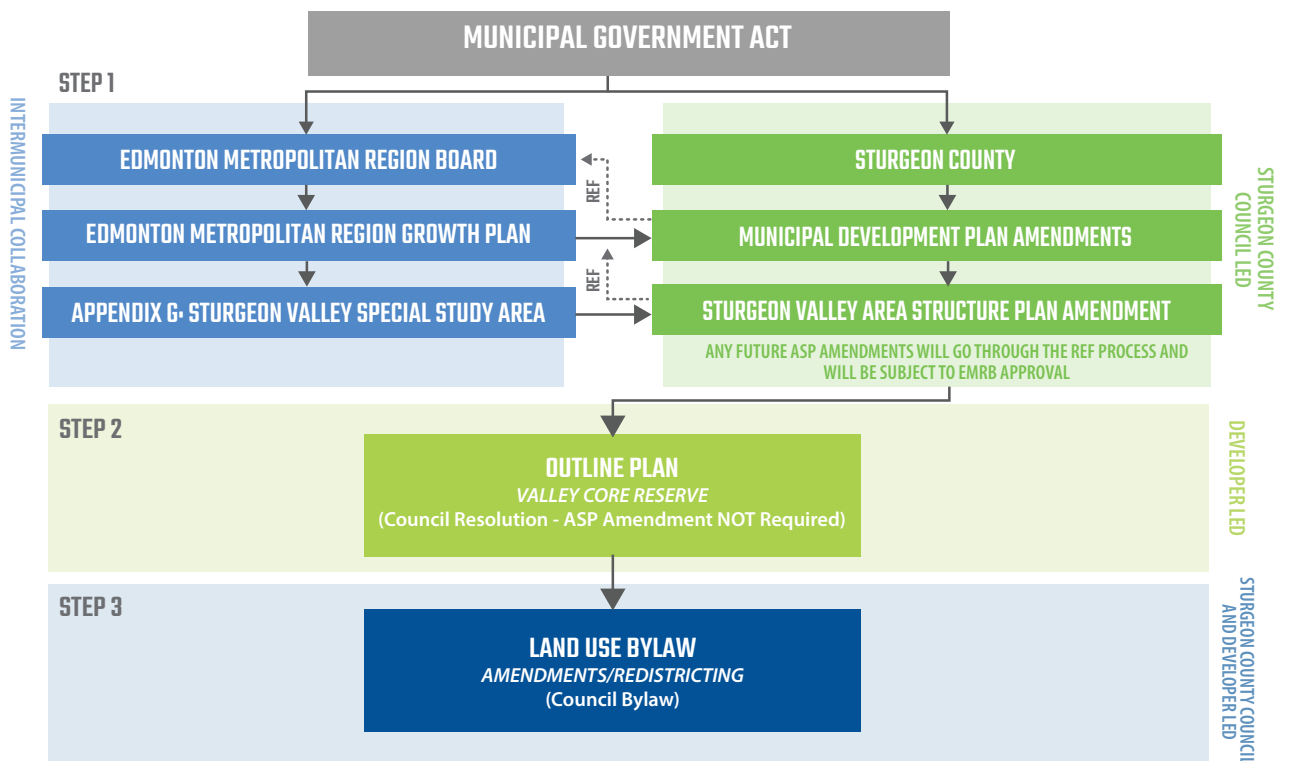 MUNICIPAL GOVERNMENT ACT
STEP 1
INTERMUNICIPAL COLLABORATION
EDMONTON METROPOLITAN REGION BOARD
EDMONTON METROPOLITAN REGION GROWTH PLAN
APPENDIX G: STURGEON VALLEY SPECIAL STUDY AREA
REF
REF
STURGEON COUNTY
MUNICIPAL DEVELOPMENT PLAN AMENDMENTS
STURGEON VALLEY AREA STRUCTURE PLAN AMENDMENT
ANY FUTURE ASP AMENDMENTS WILL GO THROUGH THE REF PROCESS AND
WILL BE SUBJECT TO EMRB APPROVAL
STURGEON COUNTY
COUNCIL LED
STEP 2
OUTLINE PLAN
VALLEY CORE RESERVE
(Council Resolution - ASP Amendment NOT Required)
DEVELOPER LED
STEP 3
LAND USE BYLAW
AMENDMENTS/REDISTRICTING
(Council Bylaw)
STURGEON COUNTY COUNCIL
AND DEVELOPER LED